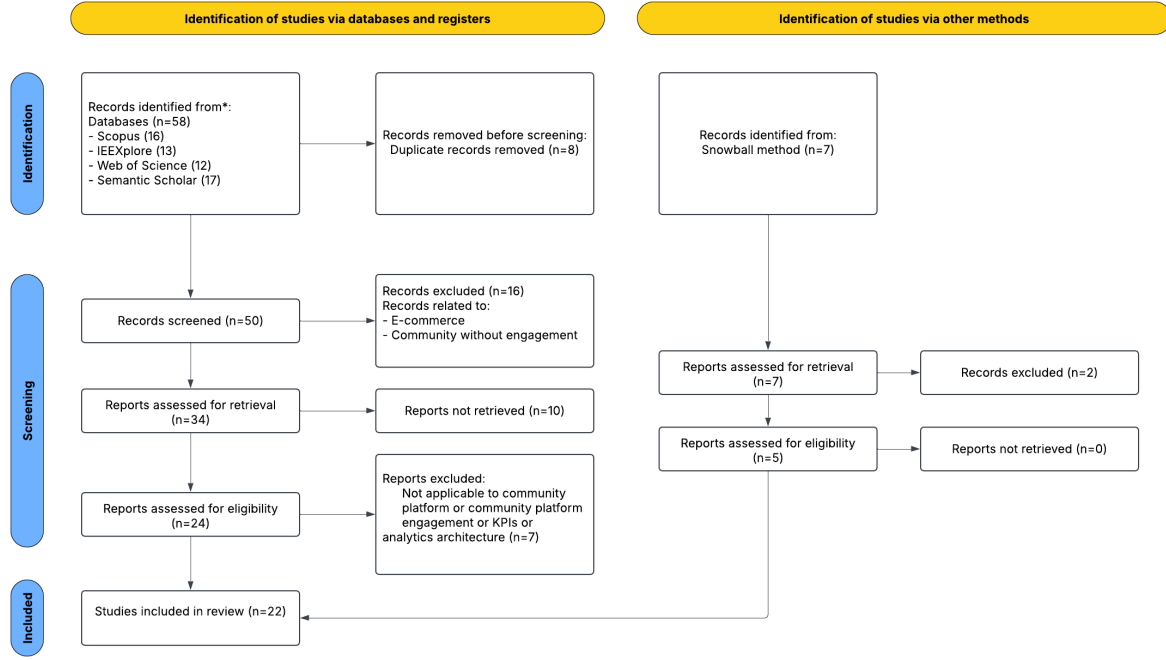 Identification of studies via databases and registers
Identification of studies via other methods
Identification
Records identified from*:
Databases (n=58)
- Scopus (16)
- IEEXplore (13)
- Web of Science (12)
- Semantic Scholar (17)
Records removed before screening:
Duplicate records removed (n=8)
Records identified from:
Snowball method (n=7)
Screening
Records screened (n=50)
Records excluded (n=16)
Records related to:
- E-commerce
- Community without engagement
Reports assessed for retrieval
(n=34)
Reports not retrieved (n=10)
Reports assessed for retrieval
(n=7)
Records excluded (n=2)
Reports assessed for eligibility
(n=24)
Reports excluded:
Not applicable to community
platform or community platform
engagement or KPIs or
analytics architecture (n=7)
Reports assessed for eligibility
(n=5)
Reports not retrieved (n=0)
Included
Studies included in review (n=22)